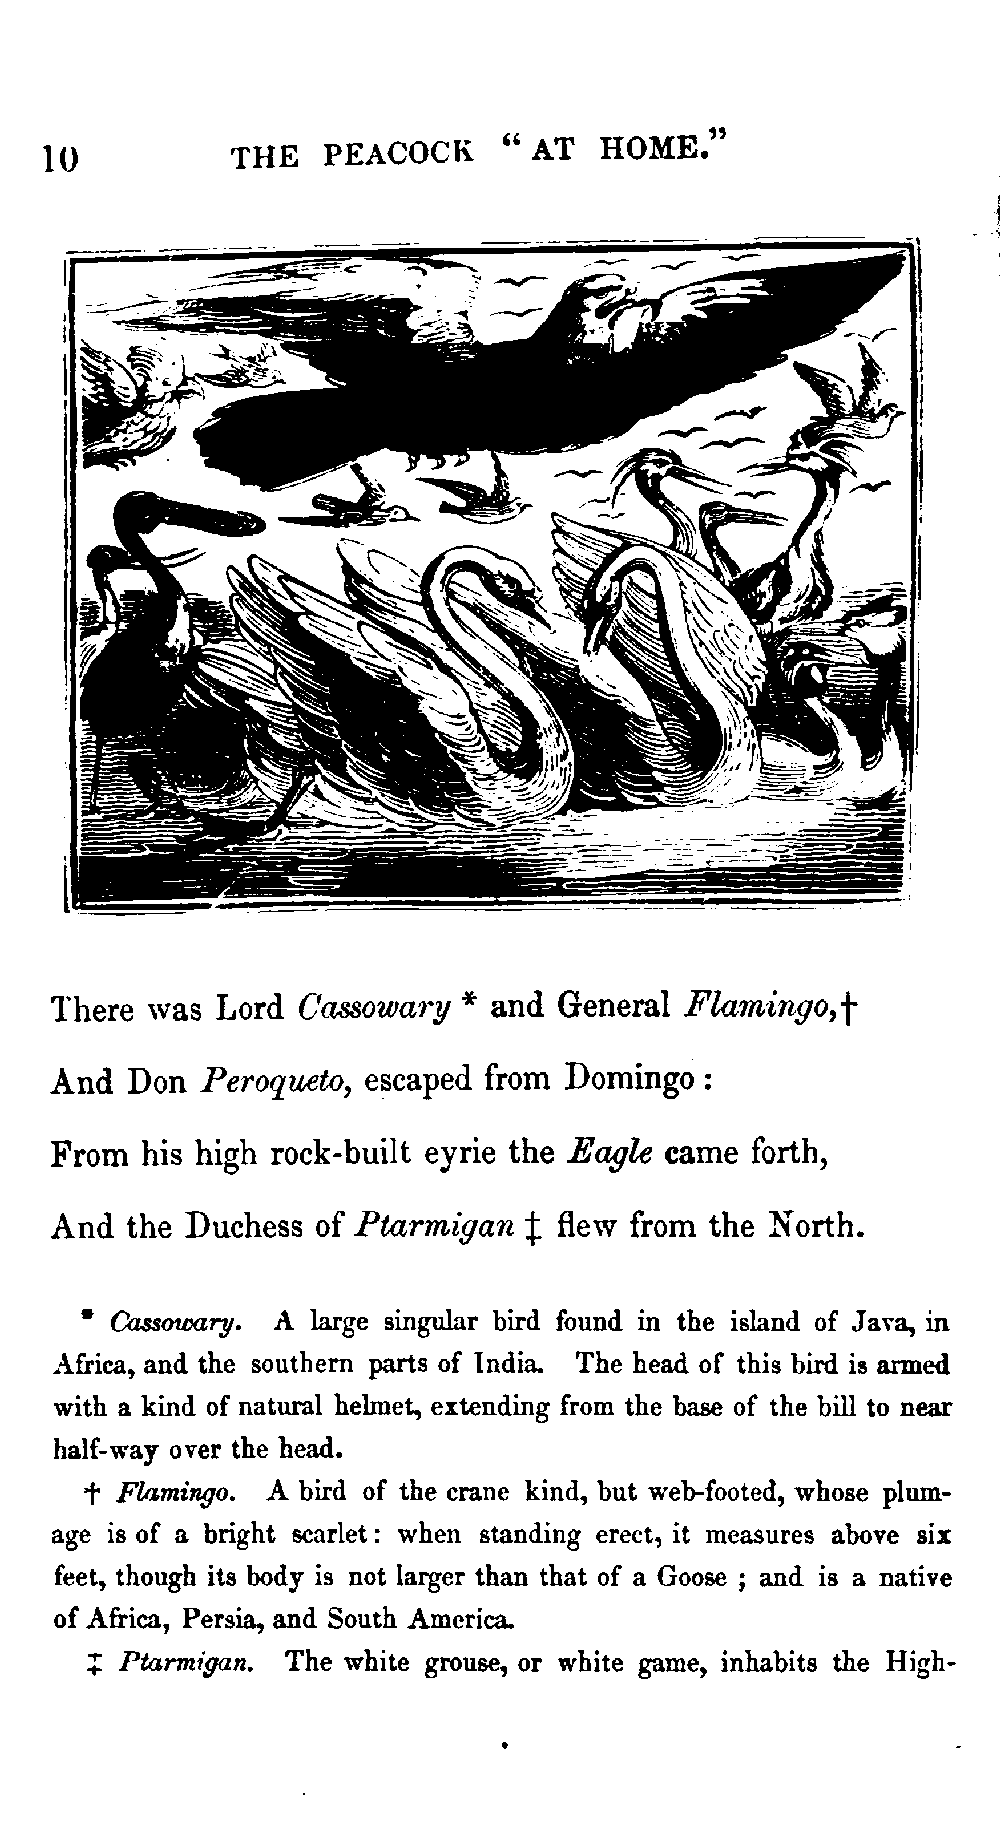 10 THE PEACOCK “AT HOME.”
There was Lord Cassowary * and General Flamingo,†
And Don Peroqueto, escaped from Domingo :
From his high rock-built eyrie the Eagle came forth,
And the Duchess of Ptarmigan ‡ flew from the North.
* Cassowary. A large singular bird found in the island of Java, in
Africa, and the southern parts of India. The head of this bird is armed
with a kind of natural helmet, extending from the base of the bill to near
half-way over the head.
† Flamingo. A bird of the crane kind, but web-footed, whose plum-
age is of a bright scarlet : when standing erect, it measures above six
feet, though its body is not larger than that of a Goose ; and is a native
of Africa, Persia, and South America.
‡ Ptarmigan. The white grouse, or white game, inhabits the High-